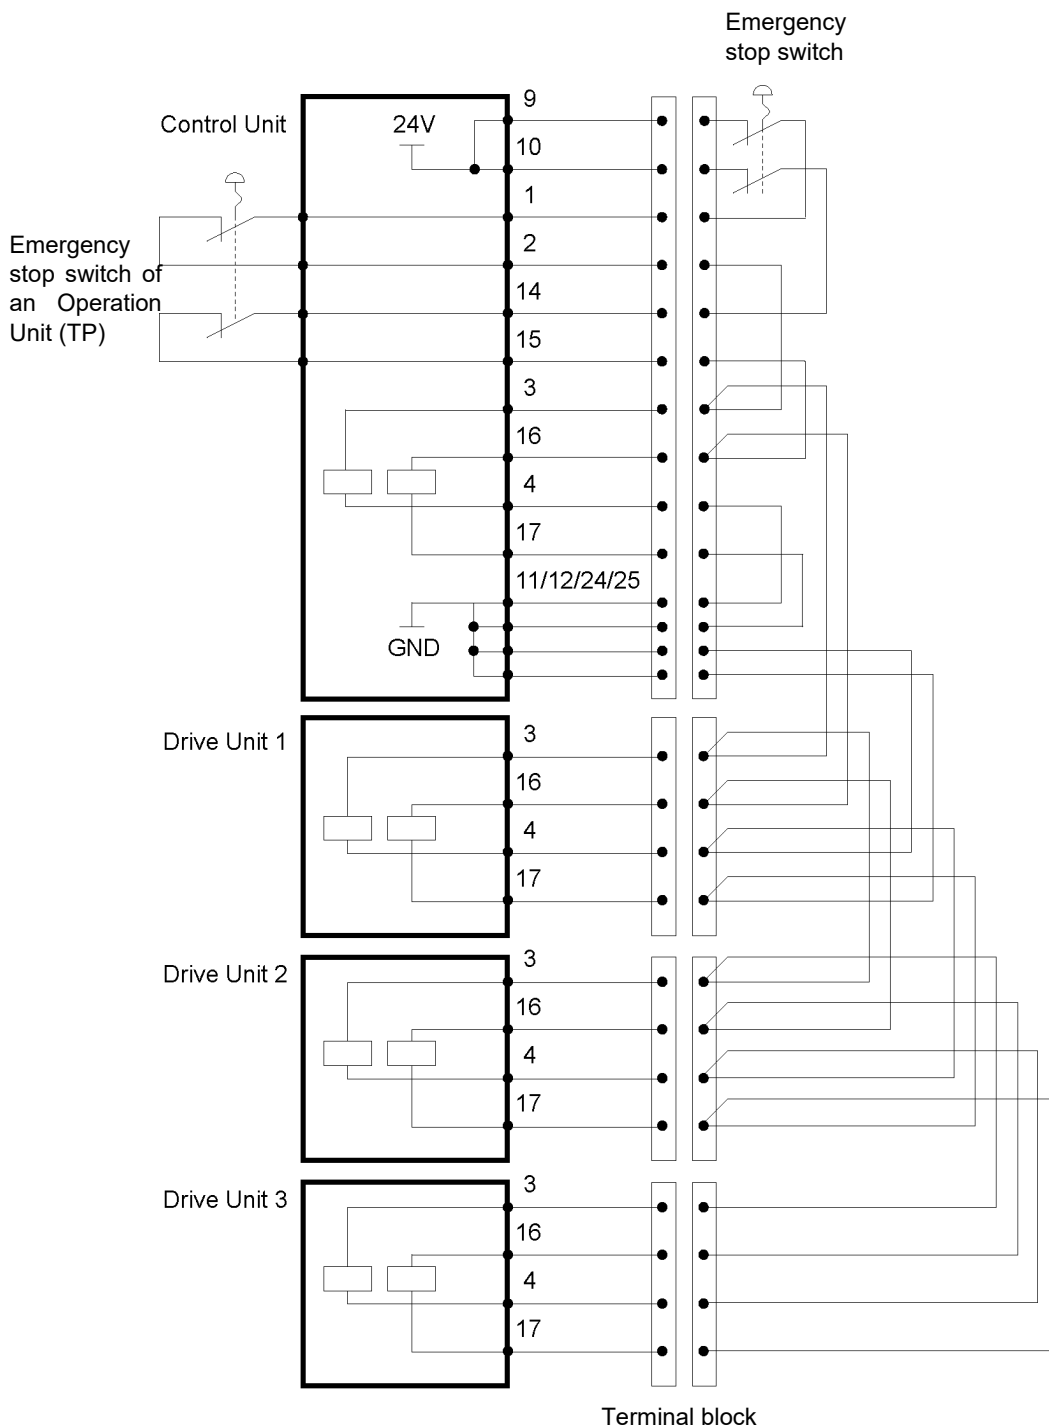 Emergency
stop switch
Control Unit
24V
9
10
1
2
14
15
3
16
4
17
11/12/24/25
GND
Emergency
stop switch of
an Operation
Unit (TP)
Drive Unit 1
3
16
4
17
Drive Unit 2
3
16
4
17
Drive Unit 3
3
16
4
17
Terminal block